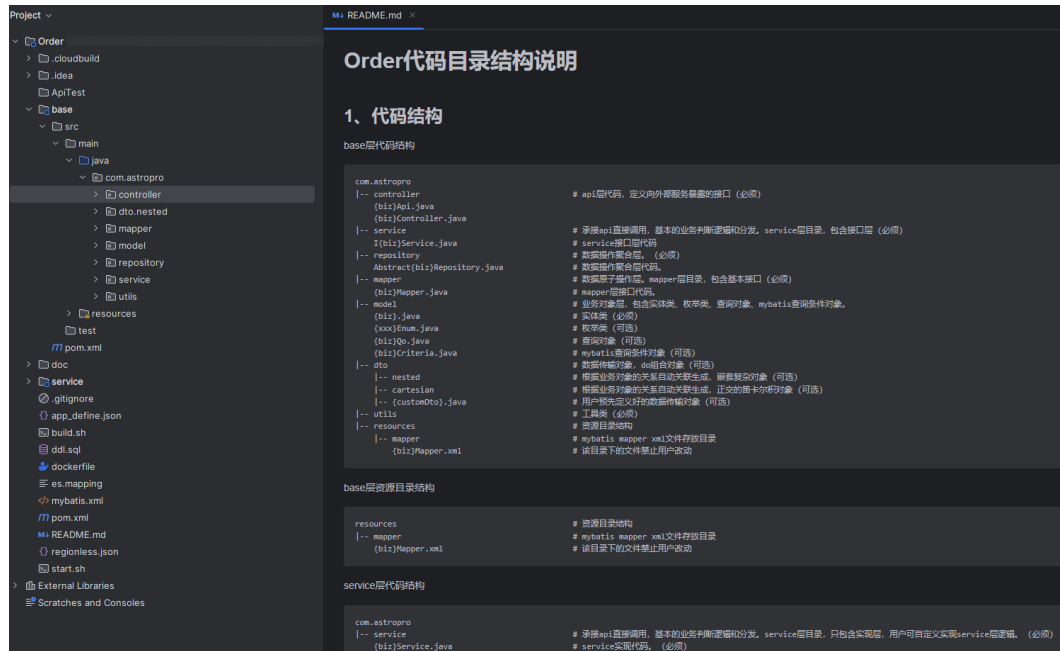 Project
Order
.cloudbuild
.idea
ApiTest
base
src
main
java
com.astropro
controller
dto.nested
mapper
model
repository
service
utils
resources
test
pom.xml
doc
service
.gitignore
app_define.json
build.sh
ddl.sql
dockerfile
es.mapping
mybatis.xml
pom.xml
README.md
regionless.json
start.sh
External Libraries
Scratches and Consoles
README.md
Order代码目录结构说明
1、代码结构
base层代码结构
com.astropro
|-- controller # api层代码，定义向外部服务暴露的接口（必须）
{biz}Api.java
{biz}Controller.java
|-- service # 承接api直接调用，基本的业务判断逻辑和分发。service层目录，包含接口层（必须）
I{biz}Service.java # service接口层代码
|-- repository # 数据操作聚合层。（必须）
Abstract{biz}Repository.java # 数据操作聚合层代码。
|-- mapper # 数据原子操作层。mapper层目录，包含基本接口（必须）
{biz}Mapper.java # mapper层接口代码。
|-- model # 业务对象层，包含实体类、枚举类、查询对象、mybatis查询条件对象。
{biz}.java # 实体类（必须）
{xxx}Enum.java # 枚举类（可选）
{biz}Qo.java # 查询对象（可选）
{biz}Criteria.java # mybatis查询条件对象（可选）
|-- dto # 数据传输对象，do组合对象（可选）
|-- nested # 根据业务对象的关系自动关联生成，嵌套复杂对象（可选）
|-- cartesian # 根据业务对象的关系自动关联生成，正交的笛卡尔积对象（可选）
|-- {customDto}.java # 用户预先定义好的数据传输对象（可选）
|-- utils # 工具类（必须）
|-- resources # 资源目录结构
|-- mapper # mybatis mapper xml文件存放目录
{biz}Mapper.xml # 该目录下的文件禁止用户改动
base层资源目录结构
resources # 资源目录结构
|-- mapper # mybatis mapper xml文件存放目录
{biz}Mapper.xml # 该目录下的文件禁止用户改动
service层代码结构
com.astropro
|-- service # 承接api直接调用，基本的业务判断逻辑和分发。service层目录，只包含实现层，用户可自定义实现service层逻辑。（必须）
{biz}Service.java # service实现代码。（必须）